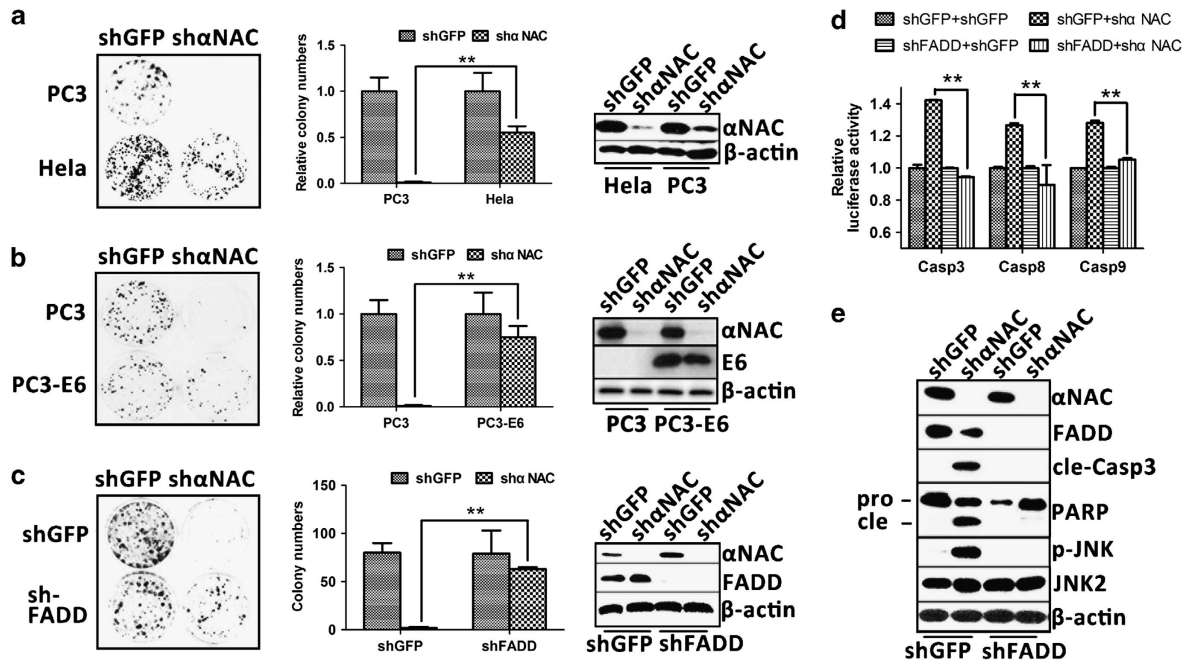 a
shGFP shαNAC
PC3
Hela
Relative colony numbers
shGFP
shα NAC
1.5
1.0
0.5
0.0
**
PC3
Hela
shGFP
shαNAC
shGFP
shαNAC
αNAC
β-actin
Hela
PC3
b
shGFP shαNAC
PC3
PC3-E6
Relative colony numbers
shGFP
shα NAC
1.5
1.0
0.5
0.0
**
PC3
PC3-E6
shGFP
shαNAC
shGFP
shαNAC
αNAC
E6
β-actin
PC3 PC3-E6
c
shGFP shαNAC
shGFP
sh-
FADD
Colony numbers
shGFP
shα NAC
150
100
50
0
**
shGFP
shFADD
shGFP
shαNAC
shGFP
shαNAC
αNAC
FADD
β-actin
shGFP shFADD
d
shGFP+shGFP
shGFP+shα NAC
shFADD+shGFP
shFADD+shα NAC
Relative
luciferase activity
1.4
1.2
1.0
0.8
0.6
**
**
**
Casp3
Casp8
Casp9
e
shGFP
shαNAC
shGFP
shαNAC
αNAC
FADD
cle-Casp3
pro –
cle –
PARP
p-JNK
JNK2
β-actin
shGFP shFADD